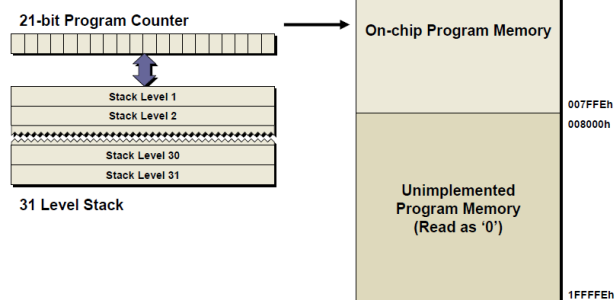 21-bit Program Counter
Stack Level 1
Stack Level 2
Stack Level 30
Stack Level 31
31 Level Stack
On-chip Program Memory
007FFEh
008000h
Unimplemented
Program Memory
(Read as ‘0’)
1FFFFEh